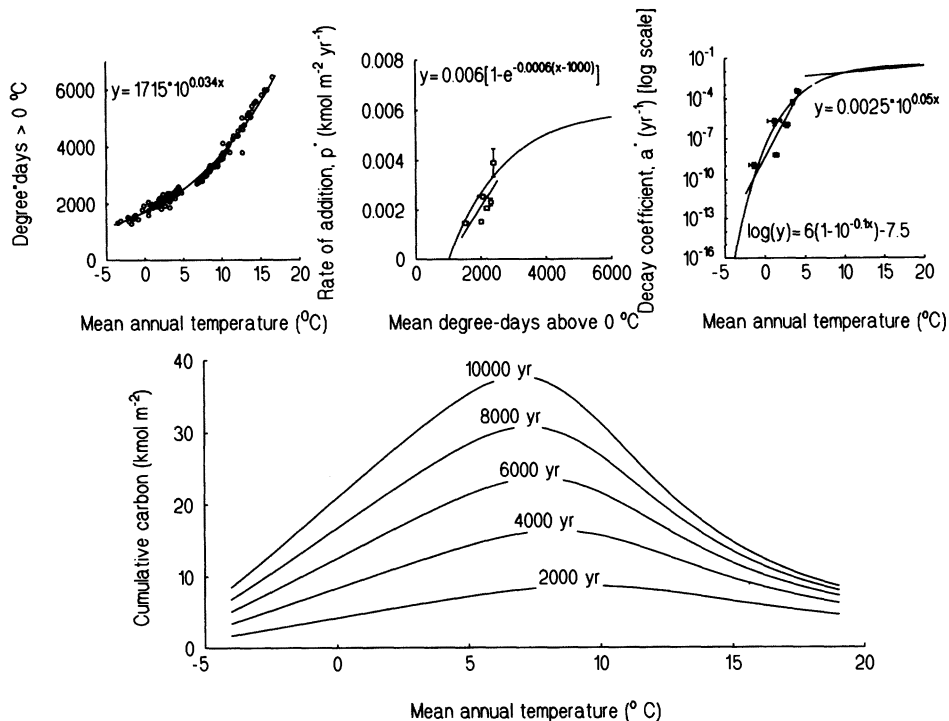 Degree*days > 0 °C
6000
4000
2000
0
y=1715*10^0.034x
-5 0 5 10 15 20
Mean annual temperature (°C)
Rate of addition, p* (kmol m⁻² yr⁻¹)
0.008
0.006
0.004
0.002
0
y=0.006[1-e^-0.0006(x-1000)]
0 2000 4000 6000
Mean degree-days above 0 °C
Decay coefficient, a* (yr⁻¹) [log scale]
10⁻¹
10⁻⁴
10⁻⁷
10⁻¹⁰
10⁻¹³
10⁻¹⁶
y=0.0025*10^0.05x
log(y)=6(1-10^-0.1x)-7.5
-5 0 5 10 15 20
Mean annual temperature (°C)
Cumulative carbon (kmol m⁻²)
40
30
20
10
0
10000 yr
8000 yr
6000 yr
4000 yr
2000 yr
-5 0 5 10 15 20
Mean annual temperature (° C)